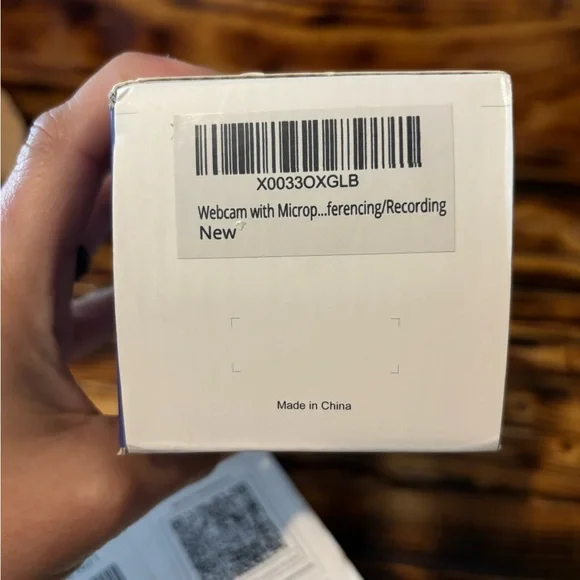 X0033OXGLB
Webcam with Microp...ferencing/Recording
New
Made in China